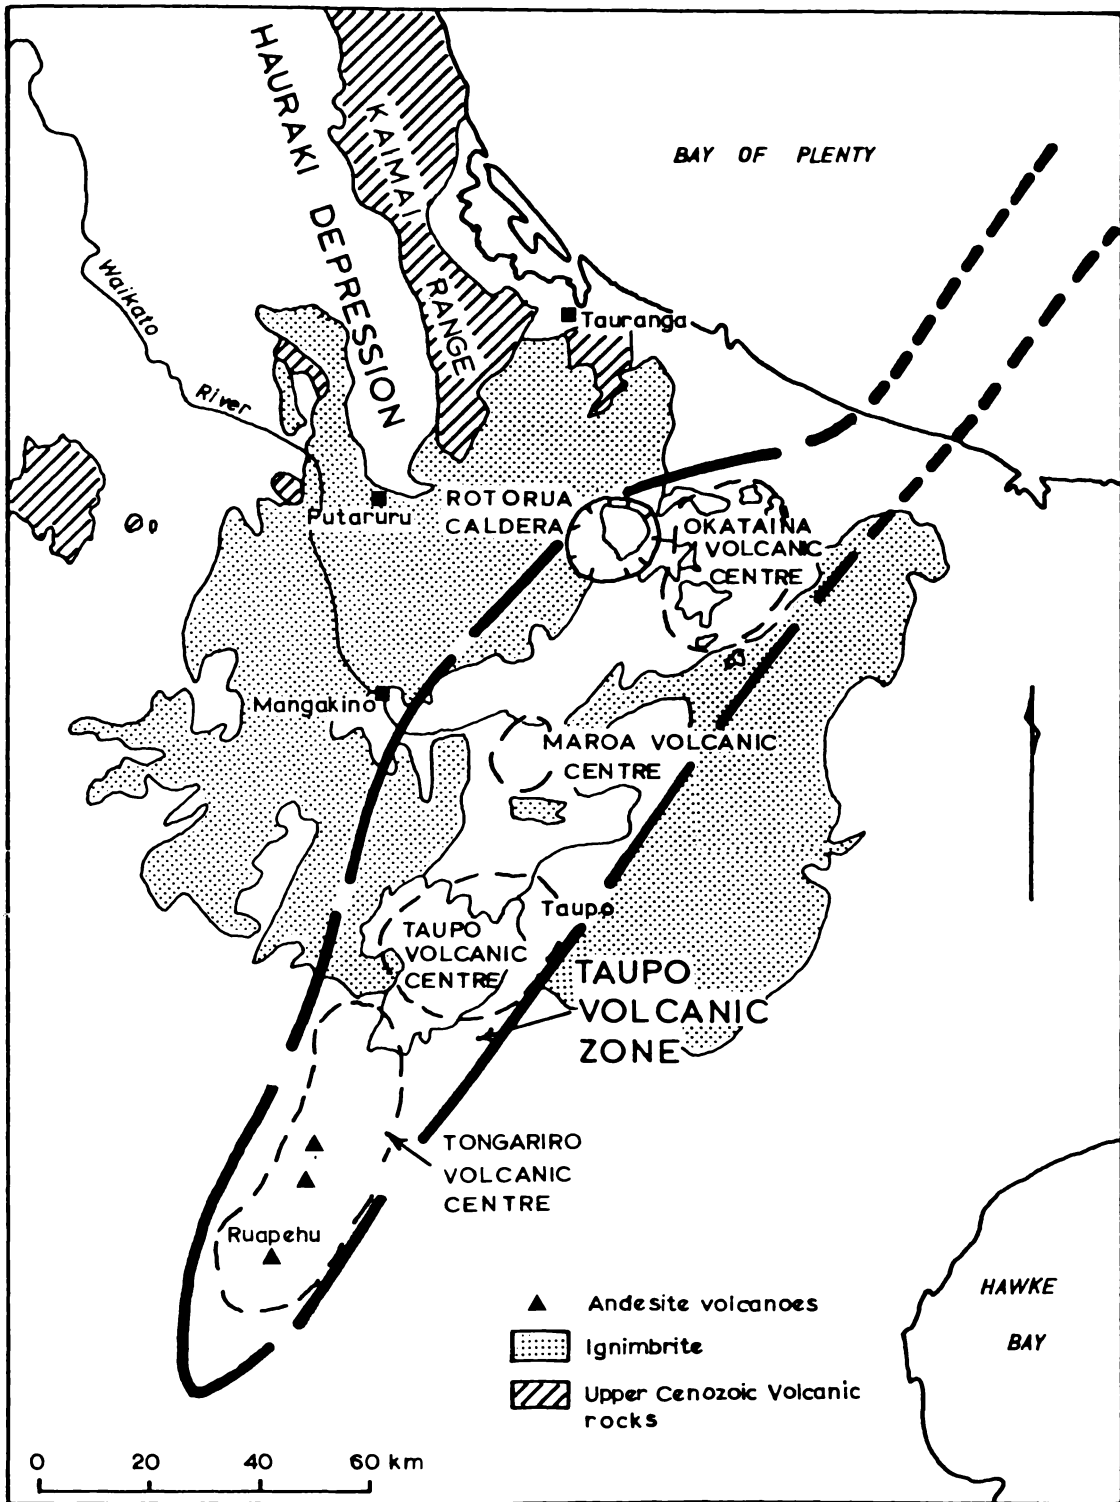 HAURAKI DEPRESSION
KAIMAI
RANGE
BAY OF PLENTY
Waikato
River
Tauranga
Putaruru
ROTORUA
CALDERA
OKATAINA
VOLCANIC
CENTRE
Mangakino
MAROA VOLCANIC
CENTRE
Taupo
TAUPO
VOLCANIC
CENTRE
TAUPO
VOLCANIC
ZONE
TONGARIRO
VOLCANIC
CENTRE
Ruapehu
HAWKE
BAY
Andesite volcanoes
Ignimbrite
Upper Cenozoic Volcanic
rocks
0 20 40 60 km